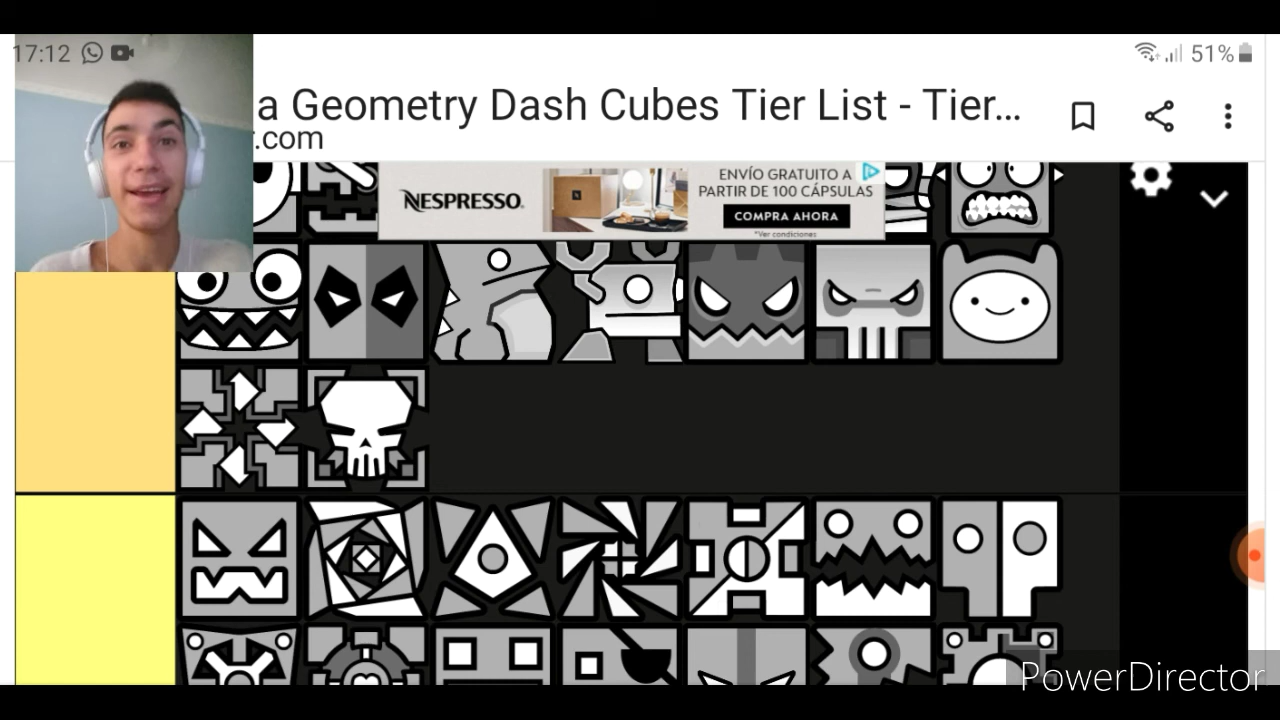 17:12
51%
a Geometry Dash Cubes Tier List - Tier...
.com
NESPRESSO.
ENVÍO GRATUITO A
PARTIR DE 100 CÁPSULAS
COMPRA AHORA
*Ver condiciones
PowerDirector